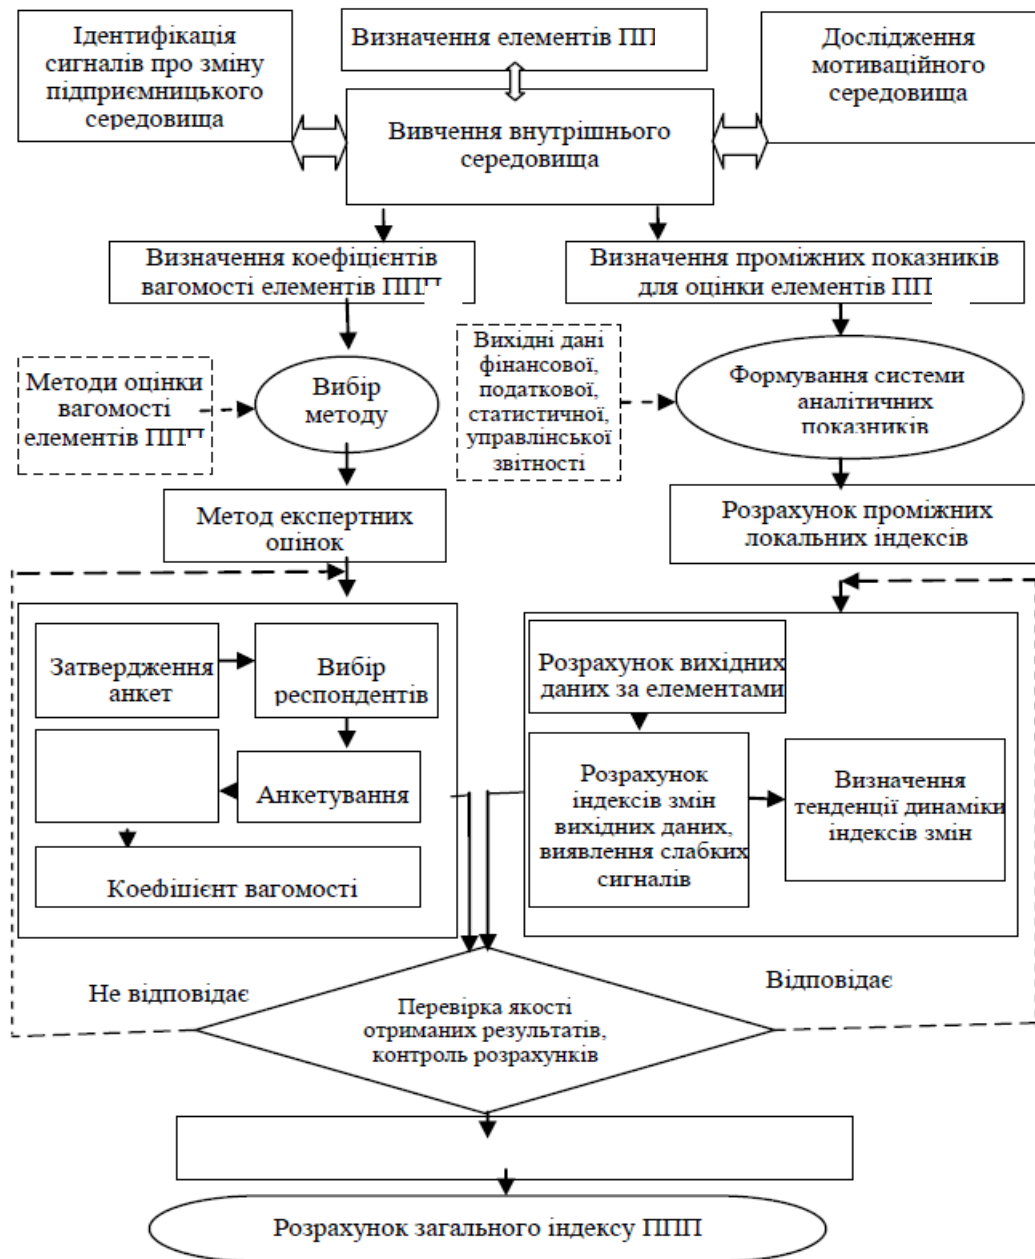 Ідентифікація
сигналів про зміну
підприємницького
середовища
Визначення елементів ПП
Дослідження
мотиваційного
середовища
Вивчення внутрішнього
середовища
Визначення коефіцієнтів
вагомості елементів ППП
Визначення проміжних показників
для оцінки елементів ПП
Методи оцінки
вагомості
елементів ППП
Вибір
методу
Вихідні дані
фінансової,
податкової,
статистичної,
управлінської
звітності
Формування системи
аналітичних
показників
Метод експертних
оцінок
Розрахунок проміжних
локальних індексів
Затвердження
анкет
Вибір
респондентів
Анкетування
Коефіцієнт вагомості
Розрахунок вихідних
даних за елементами
Розрахунок
індексів змін
вихідних даних,
виявлення слабких
сигналів
Визначення
тенденції динаміки
індексів змін
Не відповідає
Відповідає
Перевірка якості
отриманих результатів,
контроль розрахунків
Розрахунок загального індексу ППП